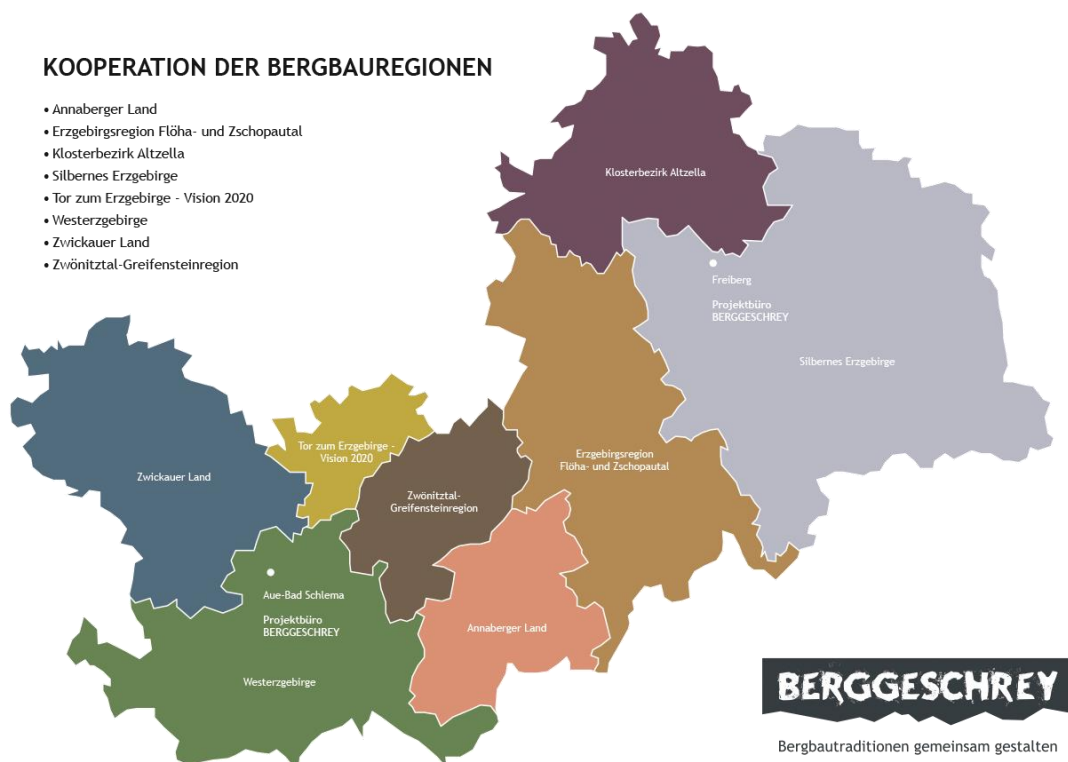 KOOPERATION DER BERGBAUREGIONEN
• Annaberger Land
• Erzgebirgsregion Flöha- und Zschopautal
• Klosterbezirk Altzella
• Silbernes Erzgebirge
• Tor zum Erzgebirge - Vision 2020
• Westerzgebirge
• Zwickauer Land
• Zwönitztal-Greifensteinregion
Klosterbezirk Altzella
Freiberg
Projektbüro
BERGGESCHREY
Silbernes Erzgebirge
Tor zum Erzgebirge -
Vision 2020
Erzgebirgsregion
Flöha- und Zschopautal
Zwickauer Land
Zwönitztal-
Greifensteinregion
Aue-Bad Schlema
Projektbüro
BERGGESCHREY
Annaberger Land
Westerzgebirge
BERGGESCHREY
Bergbautraditionen gemeinsam gestalten